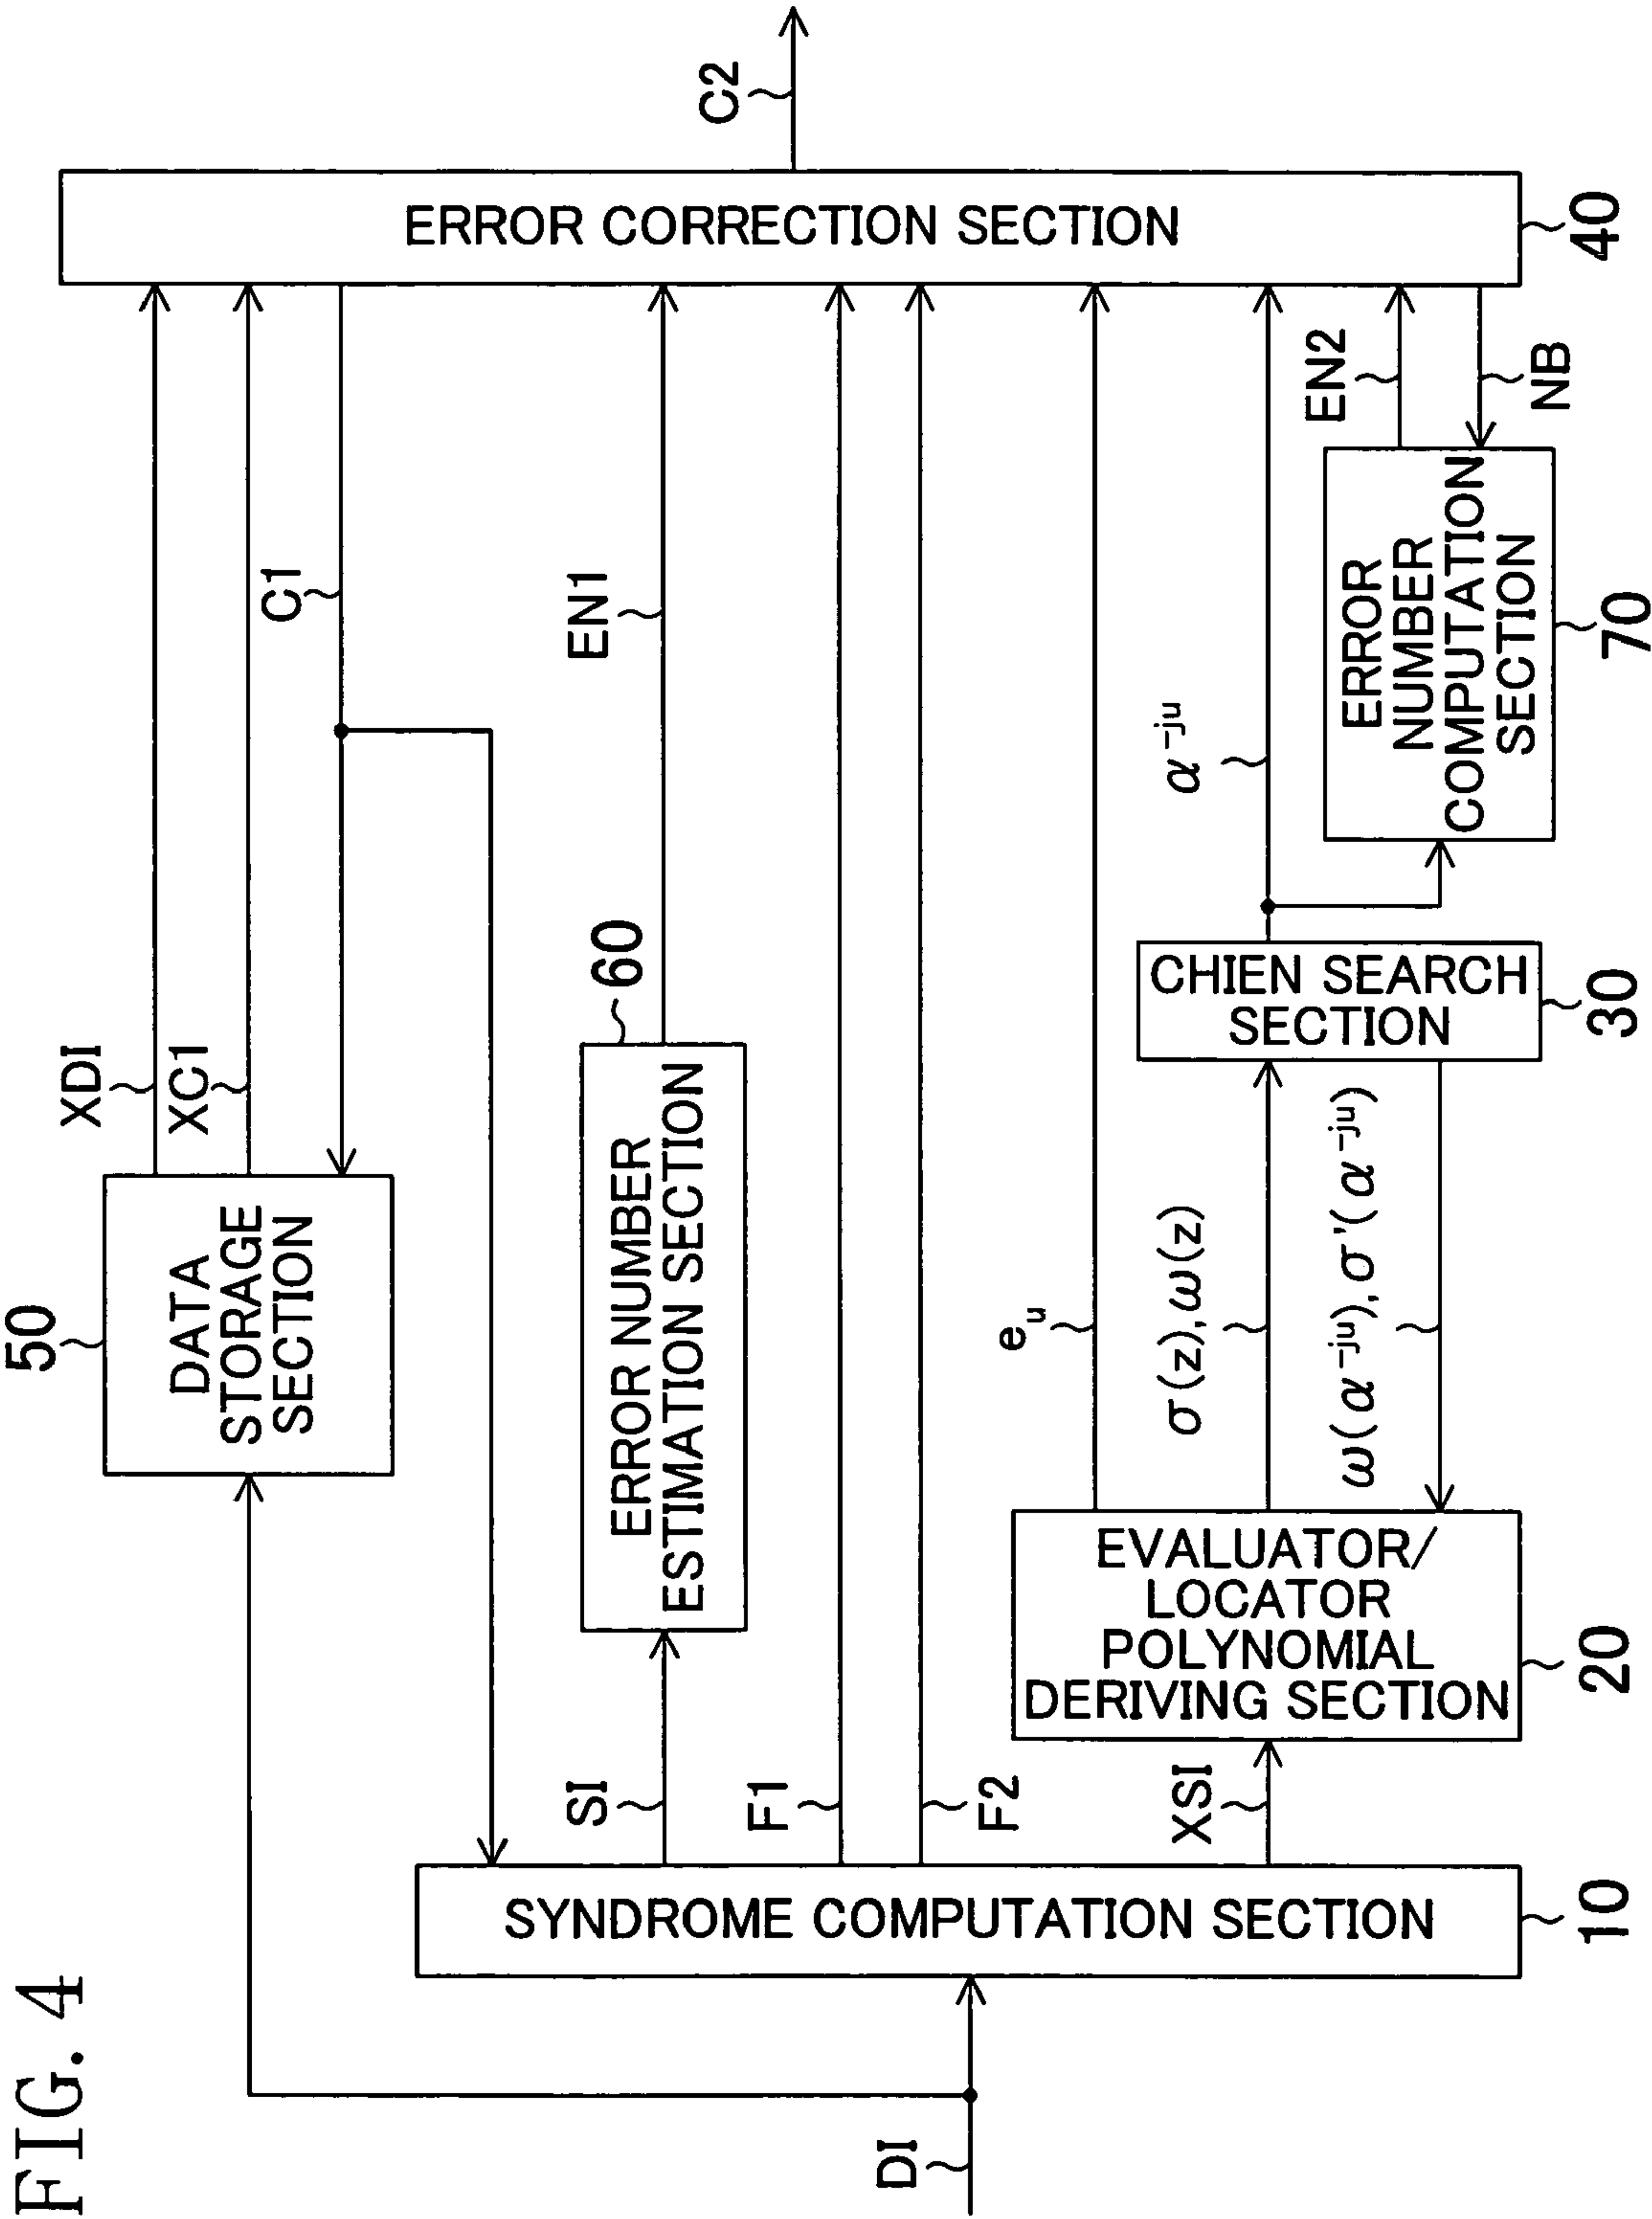 FIG. 4
50
DATA
STORAGE
SECTION
XDI
XC1
C1
60
ERROR NUMBER
ESTIMATION SECTION
SI
EN1
F1
F2
e_u
DI
SYNDROME COMPUTATION SECTION
10
XSI
EVALUATOR/
LOCATOR
POLYNOMIAL
DERIVING SECTION
20
σ(z),ω(z)
ω(α^-ju),σ'(α^-ju)
CHIEN SEARCH
SECTION
30
α^-ju
ERROR
NUMBER
COMPUTATION
SECTION
70
EN2
NB
ERROR CORRECTION SECTION
40
C2